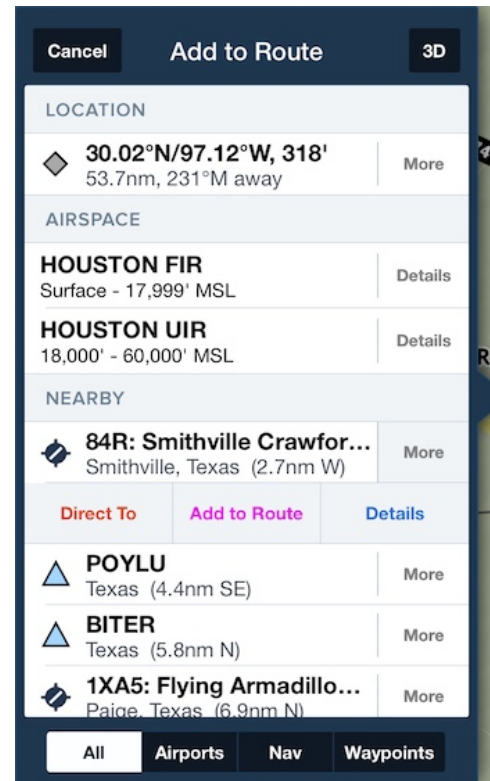 Cancel Add to Route 3D
LOCATION
30.02°N/97.12°W, 318'
More
53.7nm, 231°M away
AIRSPACE
HOUSTON FIR
Details
Surface - 17,999' MSL
HOUSTON UIR
Details
18,000' - 60,000' MSL
NEARBY
84R: Smithville Crawfor...
More
Smithville, Texas (2.7nm W)
Direct To Add to Route Details
POYLU
More
Texas (4.4nm SE)
BITER
More
Texas (5.8nm N)
1XA5: Flying Armadillo...
More
Paige, Texas (6.9nm N)
All Airports Nav Waypoints